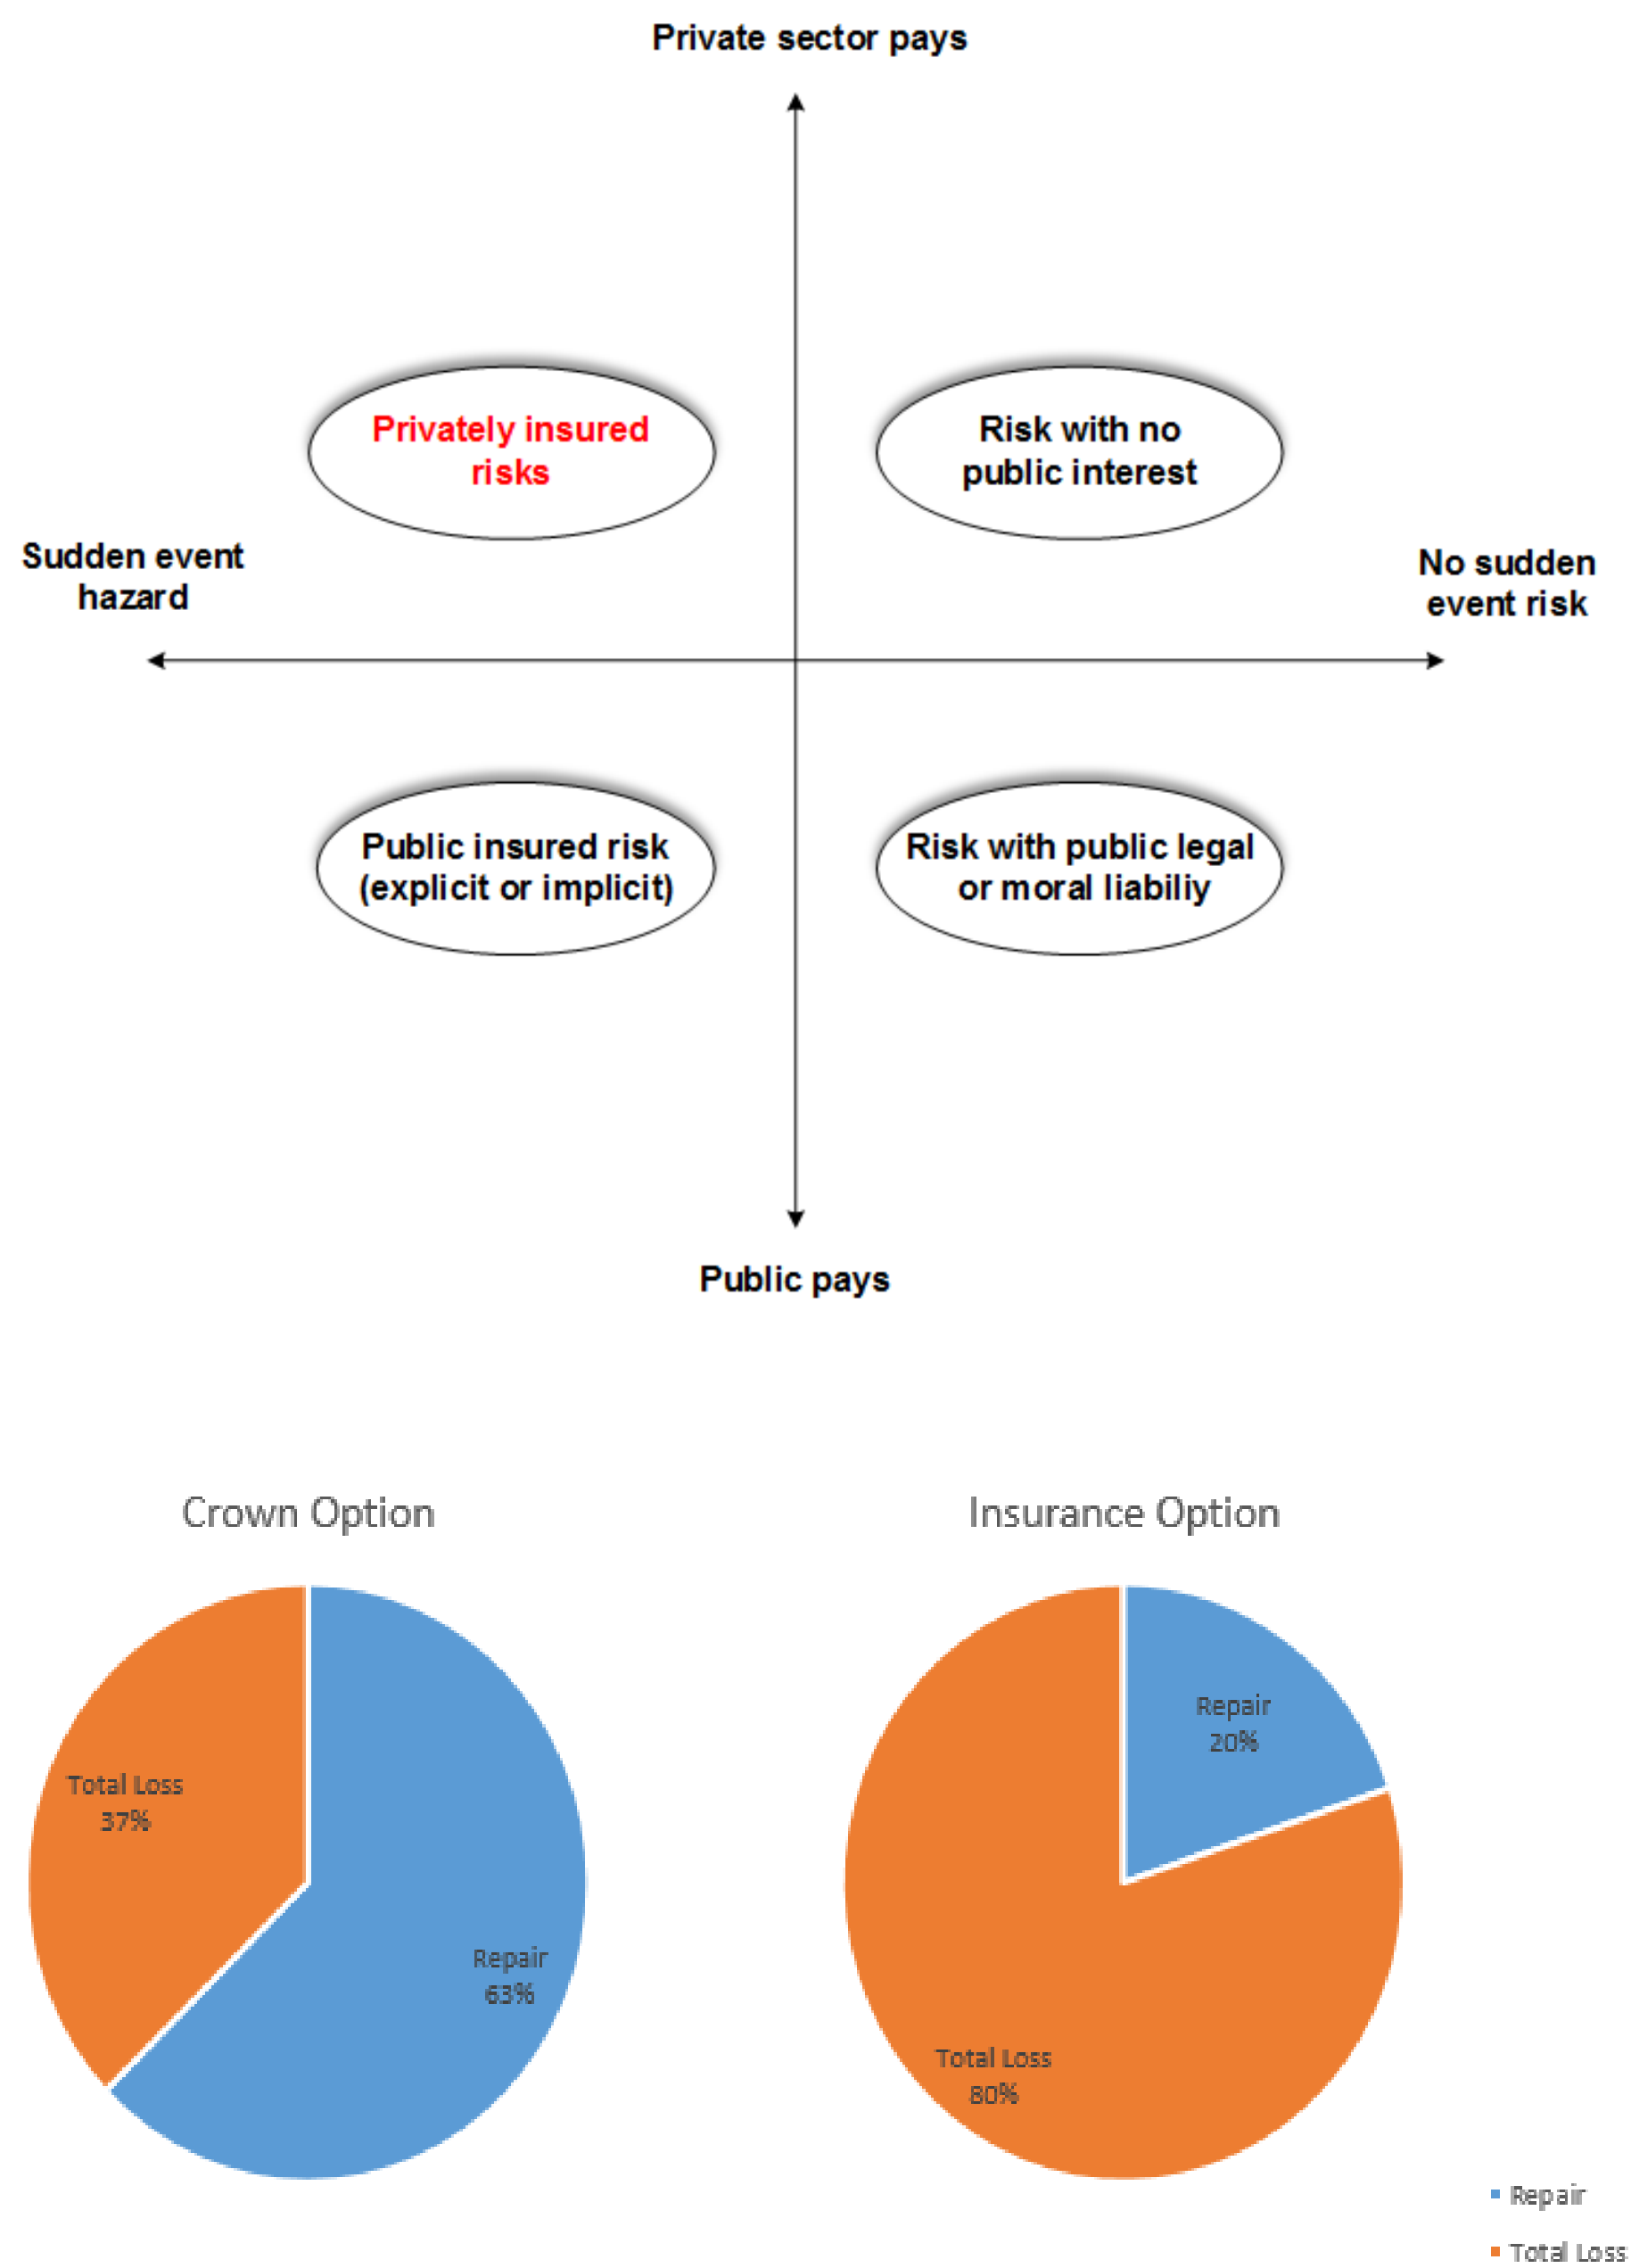 Private sector pays
Privately insured
risks
Risk with no
public interest
Sudden event
hazard
No sudden
event risk
Public insured risk
(explicit or implicit)
Risk with public legal
or moral liabiliy
Public pays
Crown Option
Insurance Option
Repair
20%
Total Loss
37%
Repair
63%
Total Loss
80%
Repair
Total Loss